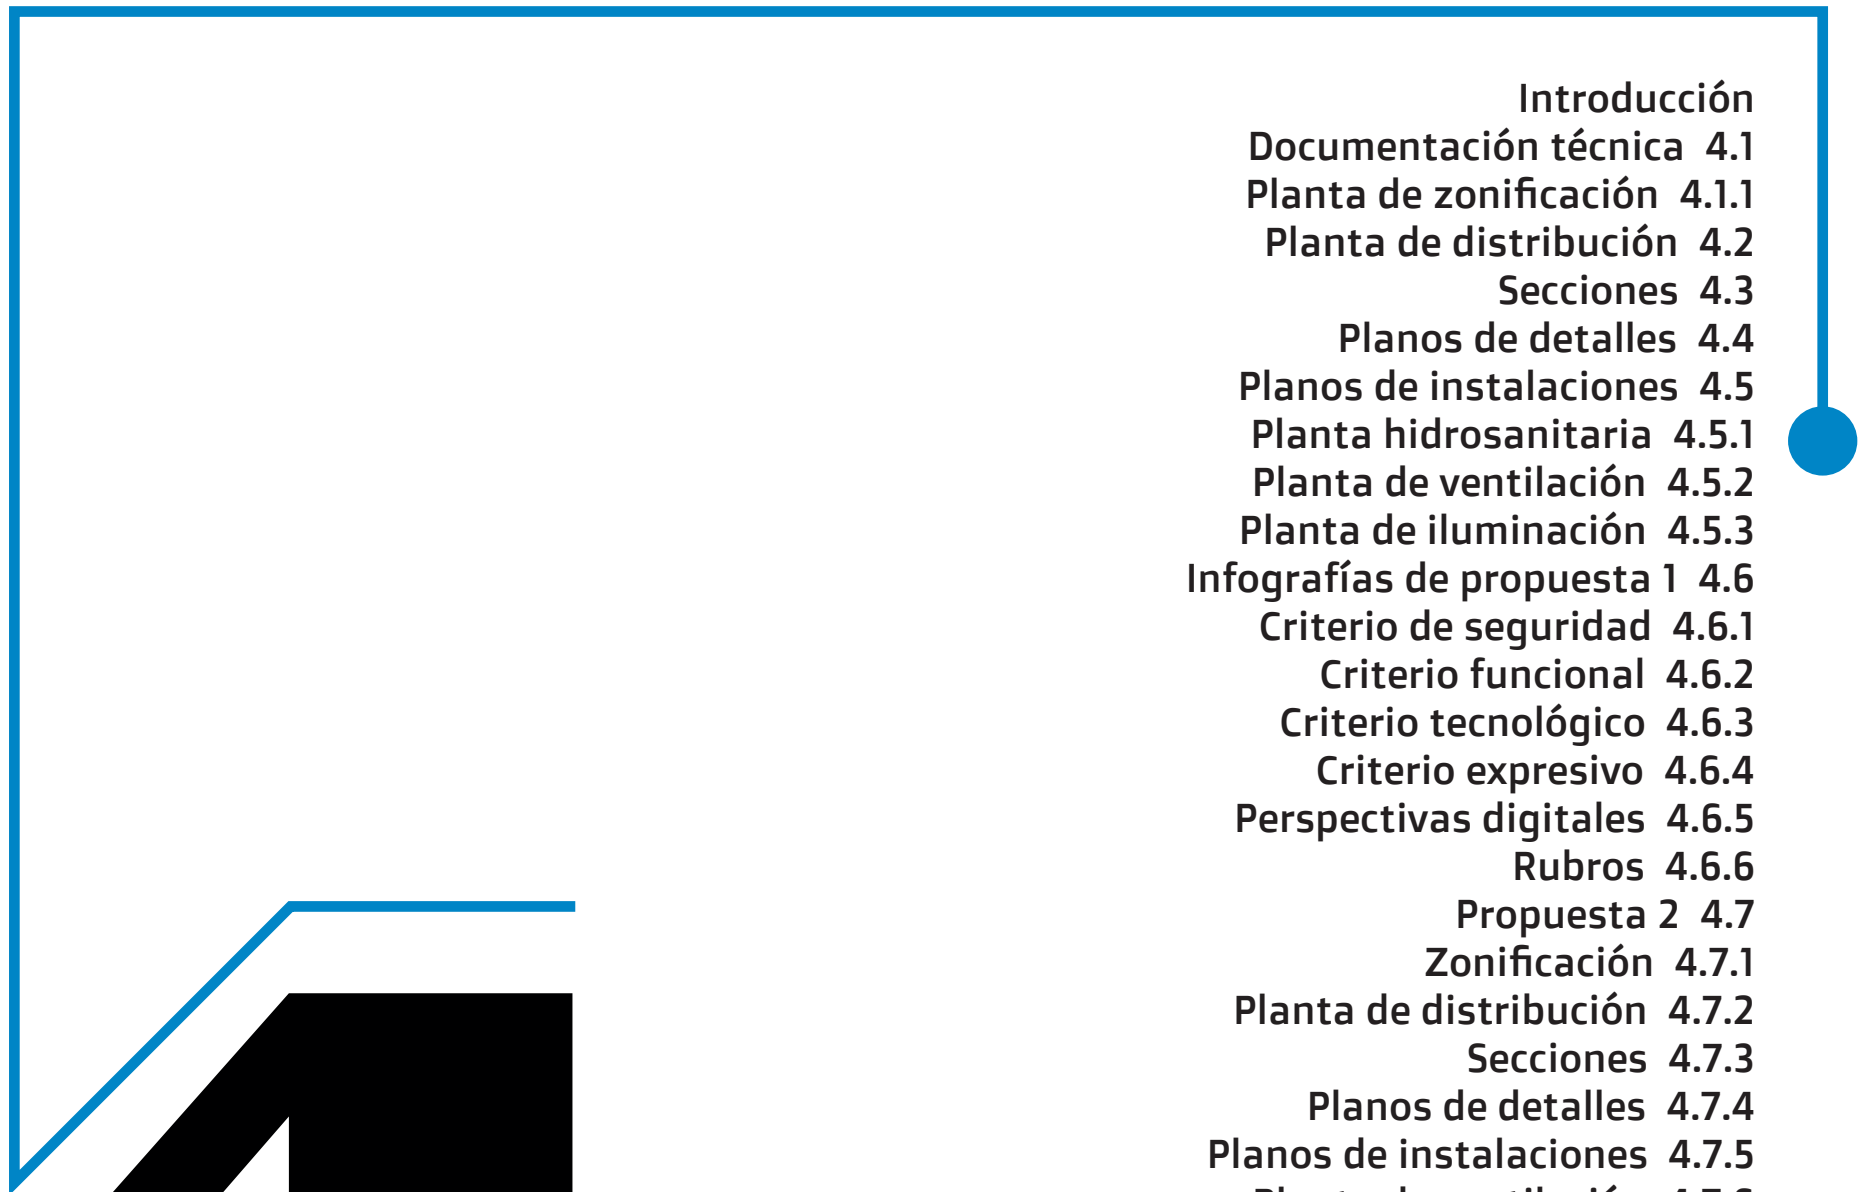 Introducción
Documentación técnica 4.1
Planta de zonificación 4.1.1
Planta de distribución 4.2
Secciones 4.3
Planos de detalles 4.4
Planos de instalaciones 4.5
Planta hidrosanitaria 4.5.1
Planta de ventilación 4.5.2
Planta de iluminación 4.5.3
Infografías de propuesta 1 4.6
Criterio de seguridad 4.6.1
Criterio funcional 4.6.2
Criterio tecnológico 4.6.3
Criterio expresivo 4.6.4
Perspectivas digitales 4.6.5
Rubros 4.6.6
Propuesta 2 4.7
Zonificación 4.7.1
Planta de distribución 4.7.2
Secciones 4.7.3
Planos de detalles 4.7.4
Planos de instalaciones 4.7.5